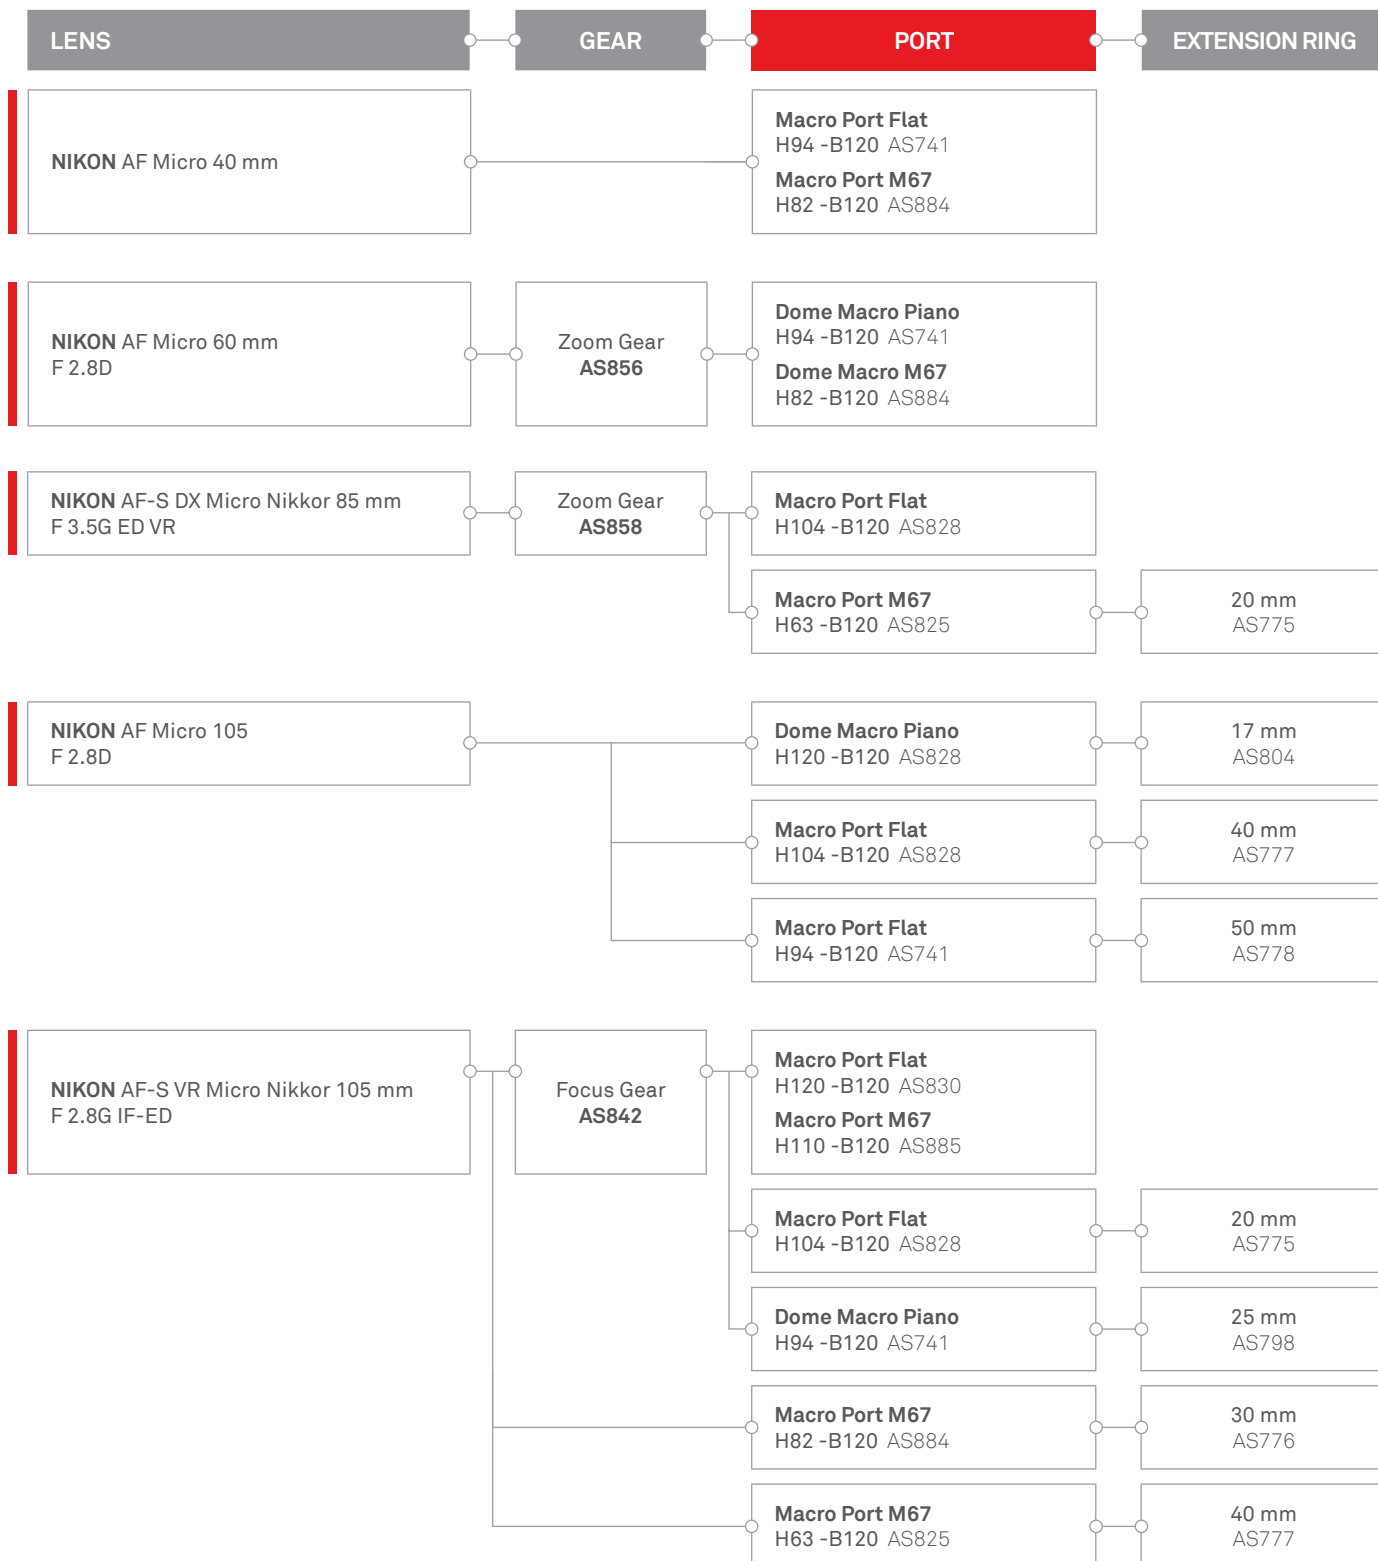 LENS
GEAR
PORT
EXTENSION RING
NIKON AF Micro 40 mm
Macro Port Flat
H94 -B120 AS741
Macro Port M67
H82 -B120 AS884
NIKON AF Micro 60 mm
F 2.8D
Zoom Gear
AS856
Dome Macro Piano
H94 -B120 AS741
Dome Macro M67
H82 -B120 AS884
NIKON AF-S DX Micro Nikkor 85 mm
F 3.5G ED VR
Zoom Gear
AS858
Macro Port Flat
H104 -B120 AS828
Macro Port M67
H63 -B120 AS825
20 mm
AS775
NIKON AF Micro 105
F 2.8D
Dome Macro Piano
H120 -B120 AS828
17 mm
AS804
Macro Port Flat
H104 -B120 AS828
40 mm
AS777
Macro Port Flat
H94 -B120 AS741
50 mm
AS778
NIKON AF-S VR Micro Nikkor 105 mm
F 2.8G IF-ED
Focus Gear
AS842
Macro Port Flat
H120 -B120 AS830
Macro Port M67
H110 -B120 AS885
Macro Port Flat
H104 -B120 AS828
20 mm
AS775
Dome Macro Piano
H94 -B120 AS741
25 mm
AS798
Macro Port M67
H82 -B120 AS884
30 mm
AS776
Macro Port M67
H63 -B120 AS825
40 mm
AS777